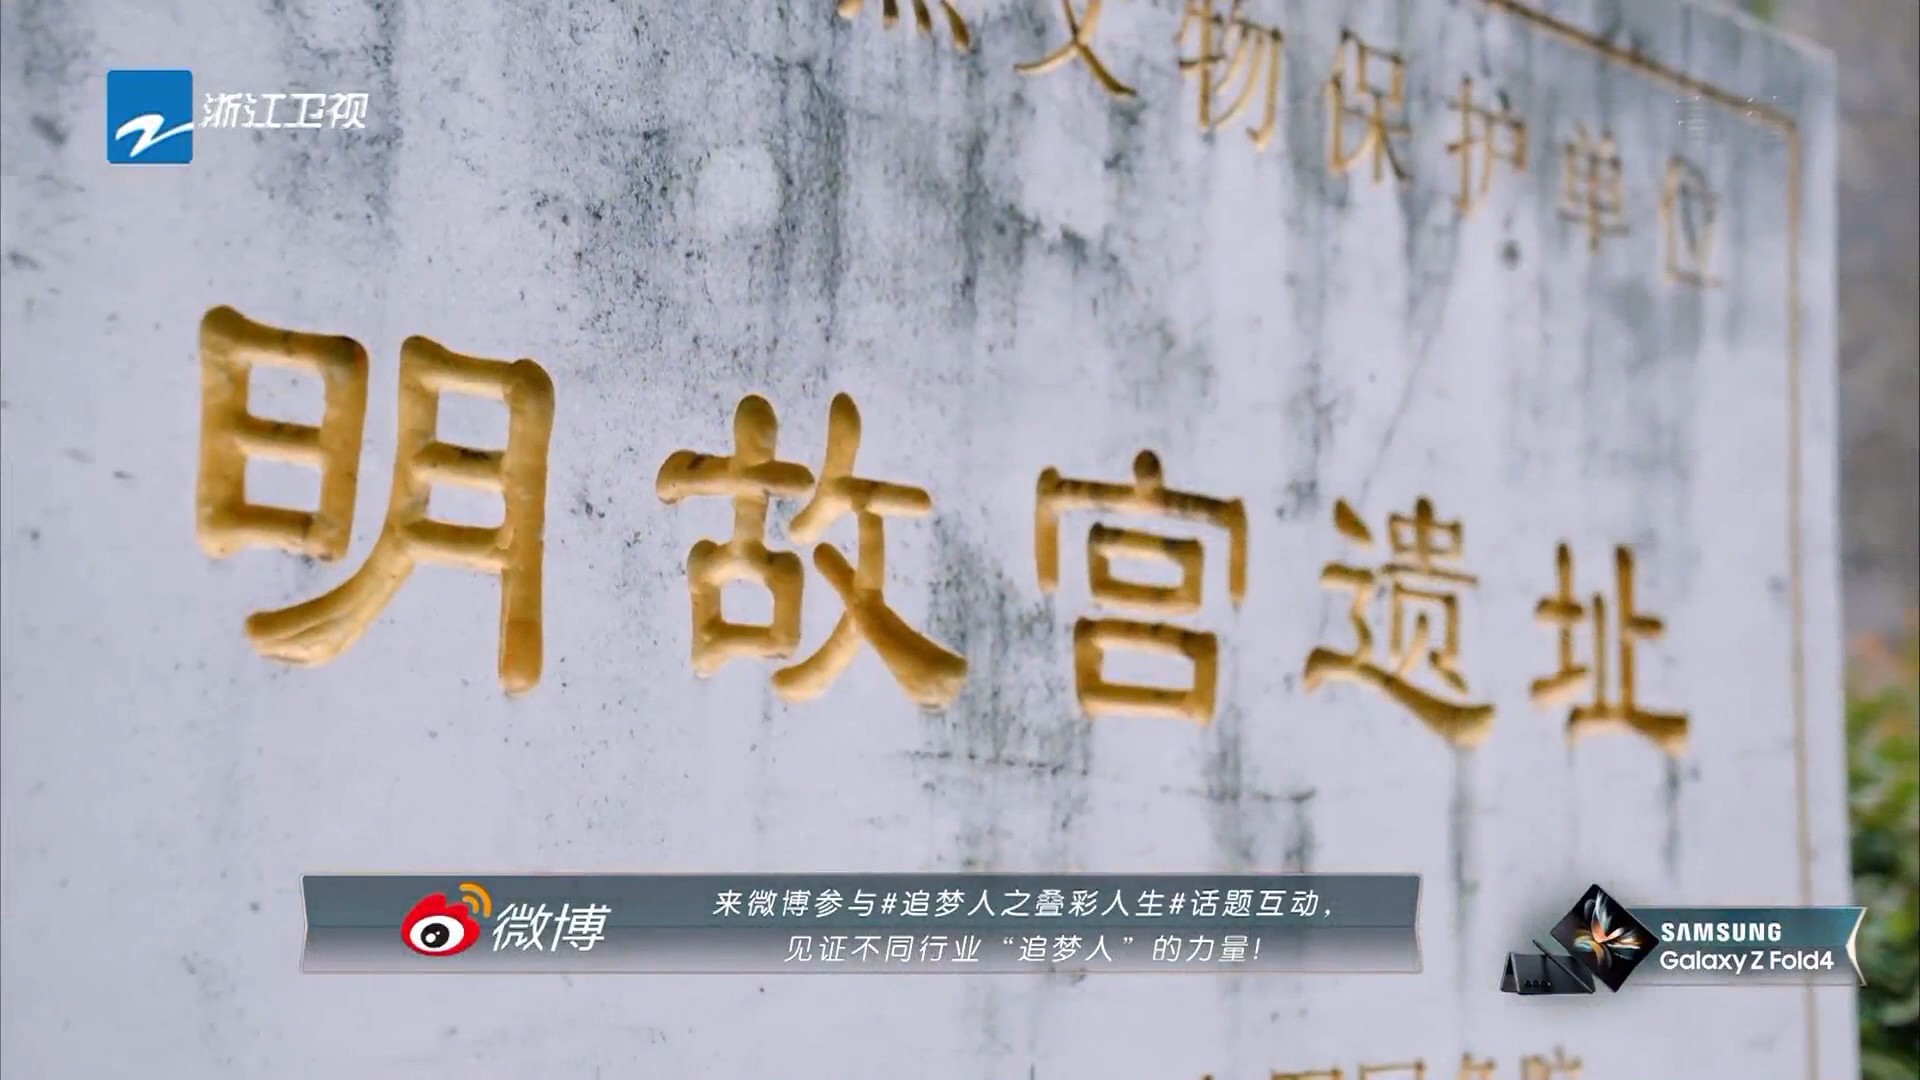 浙江卫视
文物保护单位
明故宫遗址
微博
来微博参与#追梦人之叠彩人生#话题互动，
见证不同行业“追梦人”的力量！
SAMSUNG
Galaxy Z Fold4